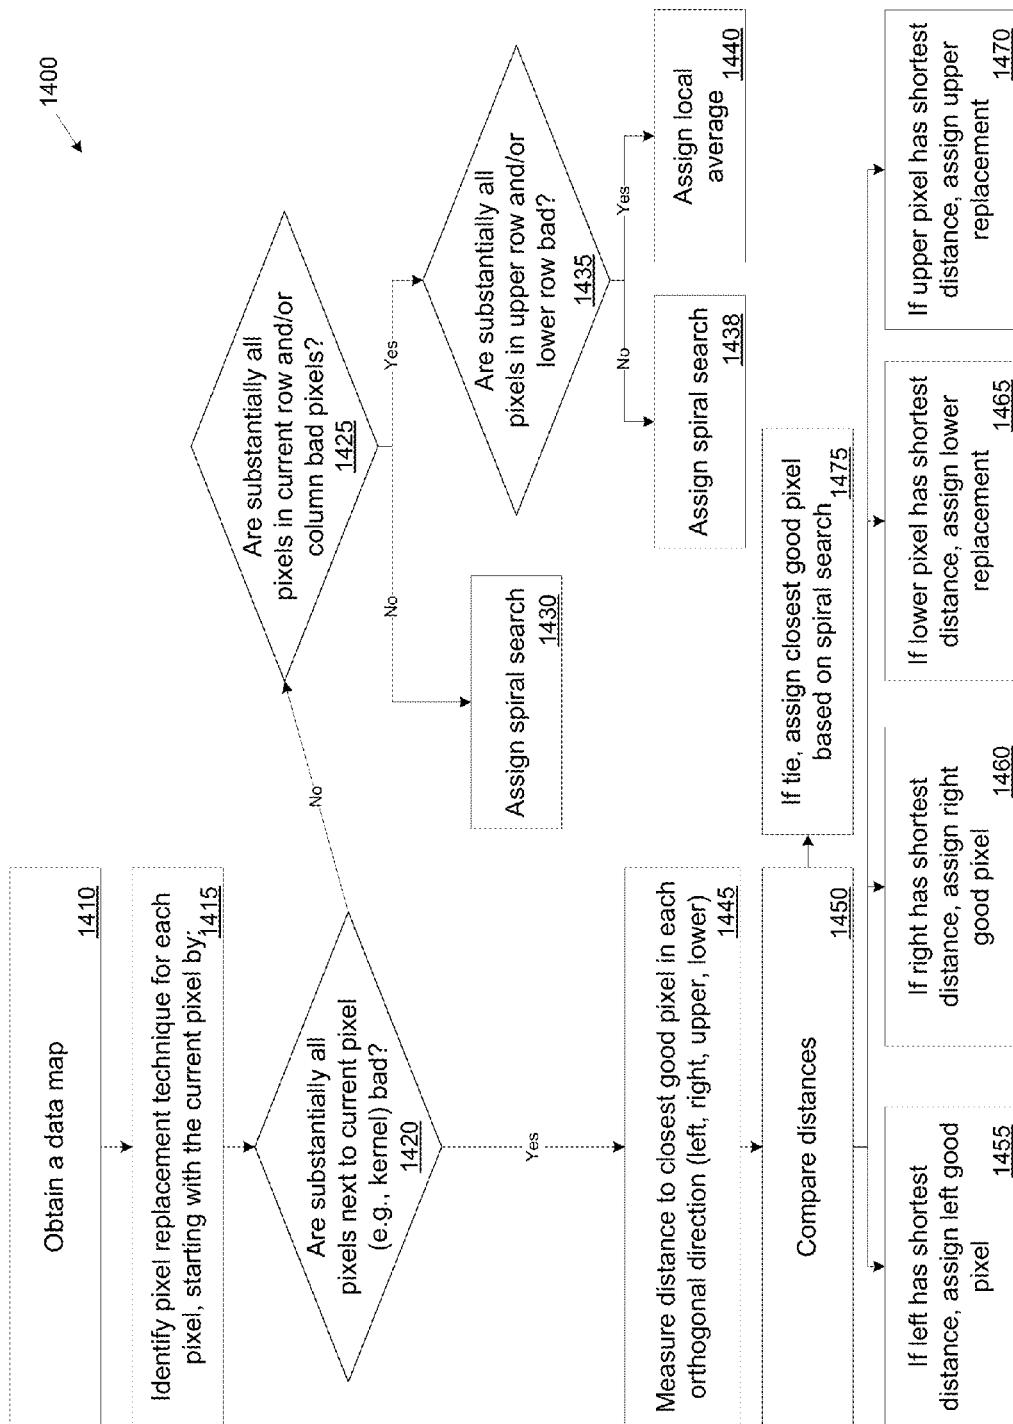 1400
Obtain a data map
1410
Identify pixel replacement technique for each
pixel, starting with the current pixel by:
1415
Are substantially all
pixels next to current pixel
(e.g., kernel) bad?
1420
No
Yes
Are substantially all
pixels in current row and/or
column bad pixels?
1425
No
Yes
Assign spiral search
1430
Are substantially all
pixels in upper row and/or
lower row bad?
1435
No
Yes
Assign spiral search
1438
Assign local
average
1440
Measure distance to closest good pixel in each
orthogonal direction (left, right, upper, lower)
1445
Compare distances
1450
If tie, assign closest good pixel
based on spiral search
1475
If left has shortest
distance, assign left good
pixel
1455
If right has shortest
distance, assign right
good pixel
1460
If lower pixel has shortest
distance, assign lower
replacement
1465
If upper pixel has shortest
distance, assign upper
replacement
1470